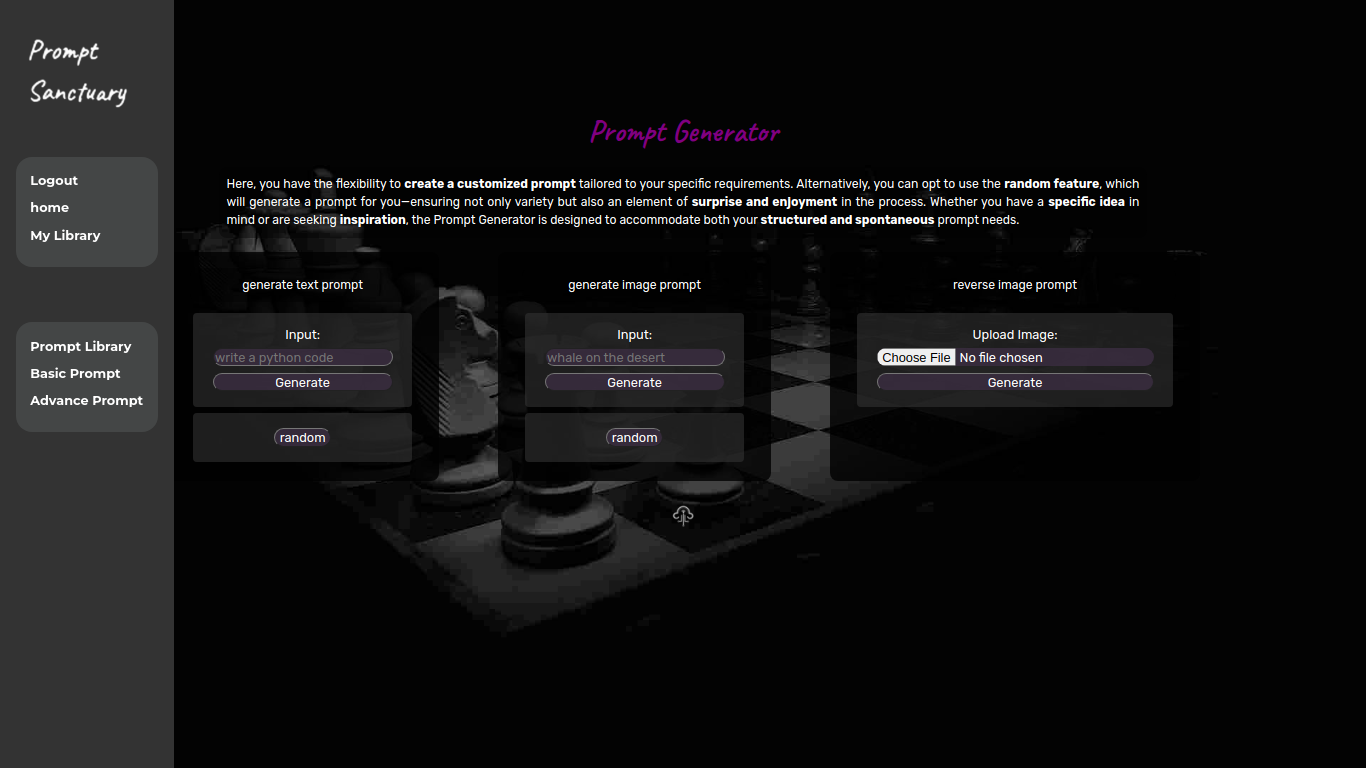 Prompt
Sanctuary
Logout
home
My Library
Prompt Library
Basic Prompt
Advance Prompt
Prompt Generator
Here, you have the flexibility to create a customized prompt tailored to your specific requirements. Alternatively, you can opt to use the random feature, which
will generate a prompt for you—ensuring not only variety but also an element of surprise and enjoyment in the process. Whether you have a specific idea in
mind or are seeking inspiration, the Prompt Generator is designed to accommodate both your structured and spontaneous prompt needs.
generate text prompt
Input:
write a python code
Generate
random
generate image prompt
Input:
whale on the desert
Generate
random
reverse image prompt
Upload Image:
Choose File No file chosen
Generate